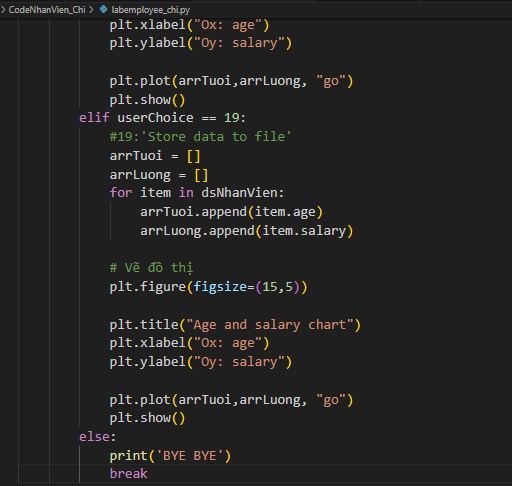 CodeNhanVien_Chi > labemployee_chi.py
plt.xlabel("Ox: age")
plt.ylabel("Oy: salary")
plt.plot(arrTuoi,arrLuong, "go")
plt.show()
elif userChoice == 19:
#19:'Store data to file'
arrTuoi = []
arrLuong = []
for item in dsNhanVien:
arrTuoi.append(item.age)
arrLuong.append(item.salary)
# Vẽ đồ thị
plt.figure(figsize=(15,5))
plt.title("Age and salary chart")
plt.xlabel("Ox: age")
plt.ylabel("Oy: salary")
plt.plot(arrTuoi,arrLuong, "go")
plt.show()
else:
print('BYE BYE')
break